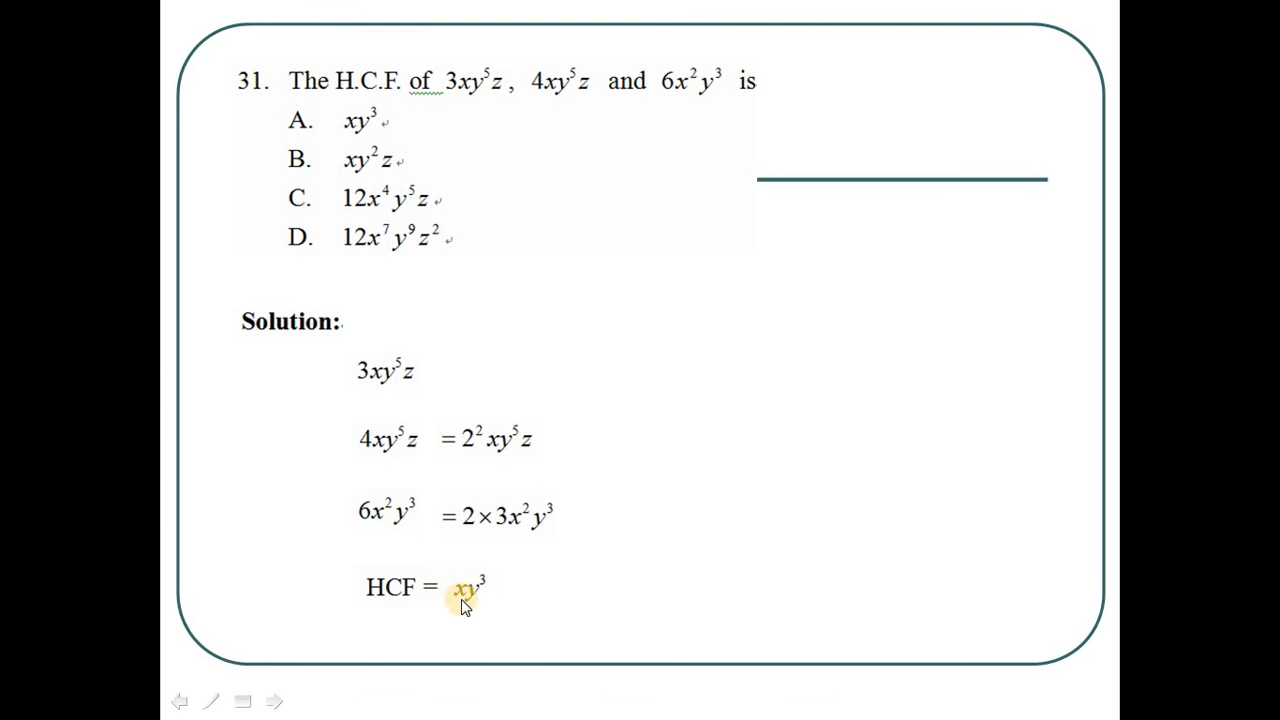 31. The H.C.F. of 3xy⁵z , 4xy⁵z and 6x²y³ is
A. xy³
B. xy²z
C. 12x⁴y⁵z
D. 12x⁷y⁹z²
Solution:
3xy⁵z
4xy⁵z = 2²xy⁵z
6x²y³ = 2×3x²y³
HCF = xy³